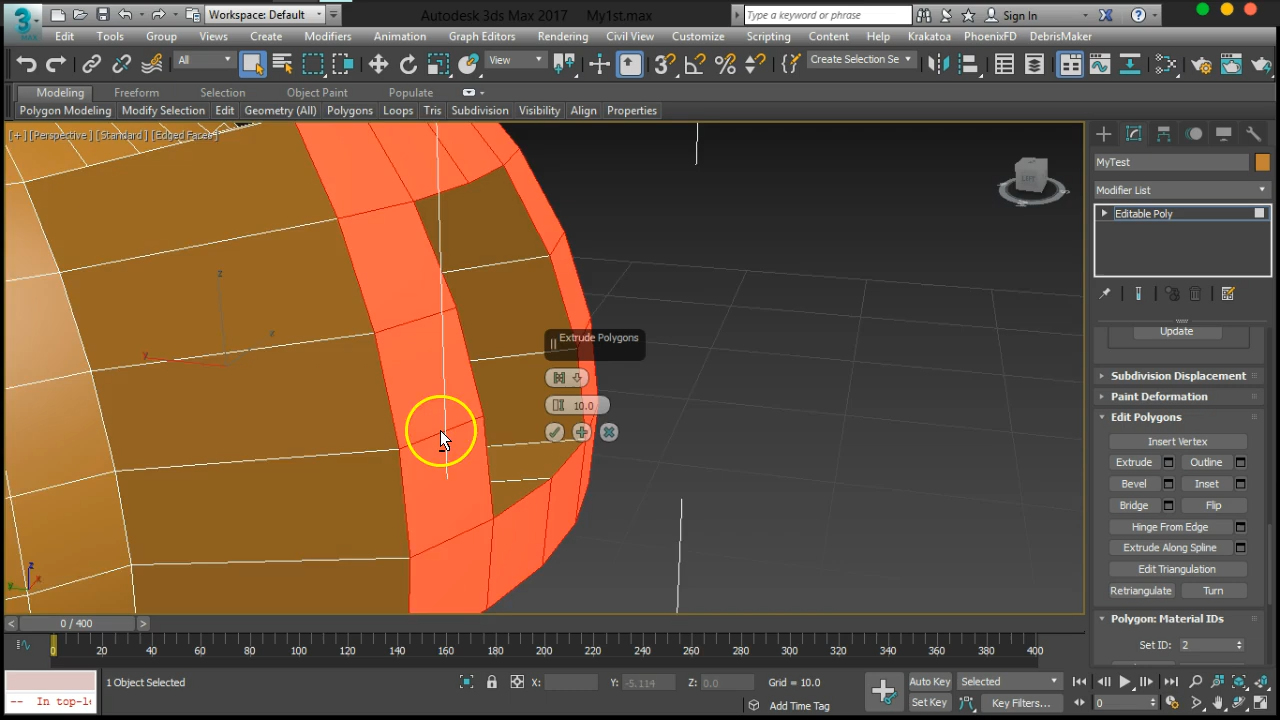 Workspace: Default
Autodesk 3ds Max 2017 My1st.max
Type a keyword or phrase
Sign In
3
MAX
Edit Tools Group Views Create Modifiers Animation Graph Editors Rendering Civil View Customize Scripting Content Help Krakatoa PhoenixFD DebrisMaker
All
View
Create Selection Se
Modeling Freeform Selection Object Paint Populate
Polygon Modeling Modify Selection Edit Geometry (All) Polygons Loops Tris Subdivision Visibility Align Properties
[+] [Perspective ] [Standard ] [Edged Faces ]
LEFT
z
x
y
Extrude Polygons
10.0
z
x
y
MyTest
Modifier List
Editable Poly
Update
Subdivision Displacement
Paint Deformation
Edit Polygons
Insert Vertex
Extrude Outline
Bevel Inset
Bridge Flip
Hinge From Edge
Extrude Along Spline
Edit Triangulation
Retriangulate Turn
Polygon: Material IDs
Set ID: 2
< 0 / 400 >
0 20 40 60 80 100 120 140 160 180 200 220 240 260 280 300 320 340 360 380 400
1 Object Selected
X: Y: -5.114 Z: 0.0 Grid = 10.0
Auto Key Selected
-- In top-le
Add Time Tag
Set Key Key Filters...
0